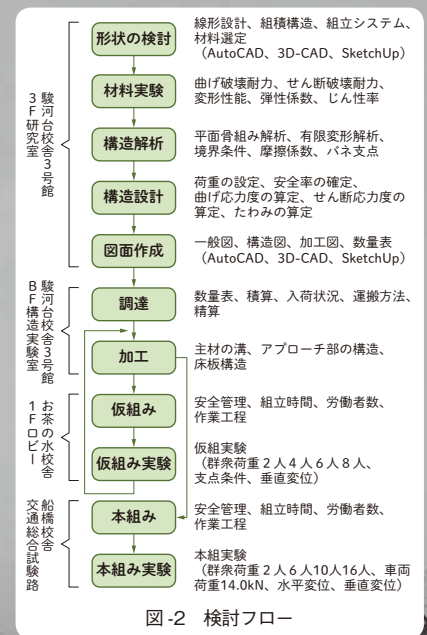 形状の検討
線形設計、組積構造、組立システム、
材料選定
（AutoCAD、3D-CAD、SketchUp）
材料実験
曲げ破壊耐力、せん断破壊耐力、
変形性能、弾性係数、じん性率
構造解析
平面骨組み解析、有限変形解析、
境界条件、摩擦係数、バネ支点
構造設計
荷重の設定、安全率の確定、
曲げ応力度の算定、せん断応力度の
算定、たわみの算定
図面作成
一般図、構造図、加工図、数量表
（AutoCAD、3D-CAD、SketchUp）
駿河台校舎3号館
3F研究室
調達
数量表、積算、入荷状況、運搬方法、
精算
加工
主材の溝、アプローチ部の構造、
床板構造
駿河台校舎3号館
BF構造実験室
仮組み
安全管理、組立時間、労働者数、
作業工程
仮組み実験
仮組実験
（群衆荷重２人４人６人８人、
支点条件、垂直変位）
お茶の水校舎
1Fロビー
本組み
安全管理、組立時間、労働者数、
作業工程
本組み実験
本組実験
（群衆荷重２人６人10人16人、車両
荷重14.0kN、水平変位、垂直変位）
船橋校舎
交通総合試験路
図-2　検討フロー